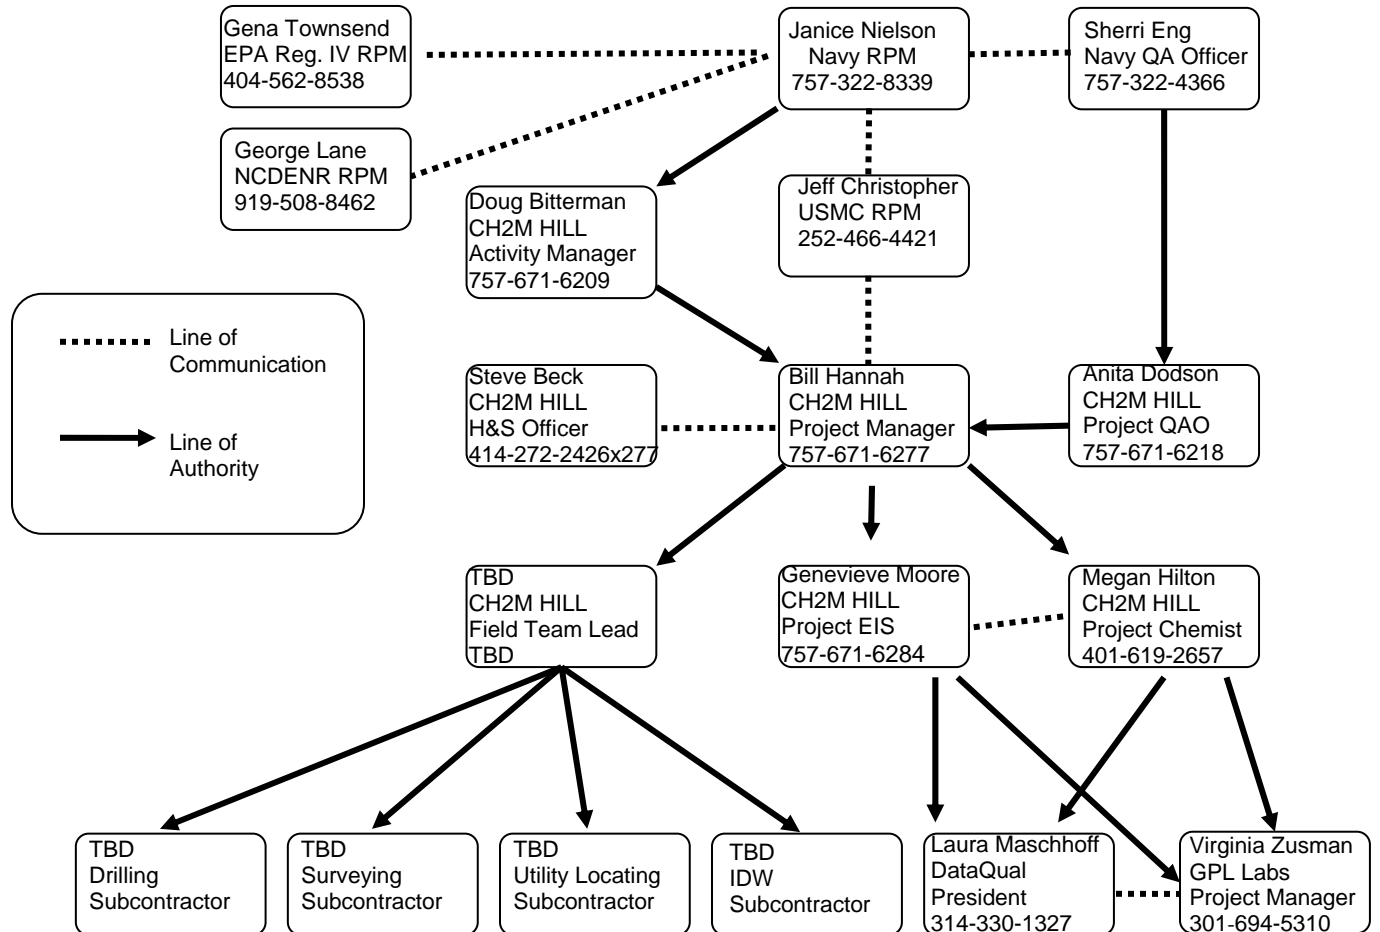 Gena Townsend
EPA Reg. IV RPM
404-562-8538
Janice Nielson
Navy RPM
757-322-8339
Sherri Eng
Navy QA Officer
757-322-4366
George Lane
NCDENR RPM
919-508-8462
Doug Bitterman
CH2M HILL
Activity Manager
757-671-6209
Jeff Christopher
USMC RPM
252-466-4421
Line of
Communication
Line of
Authority
Steve Beck
CH2M HILL
H&S Officer
414-272-2426x277
Bill Hannah
CH2M HILL
Project Manager
757-671-6277
Anita Dodson
CH2M HILL
Project QAO
757-671-6218
TBD
CH2M HILL
Field Team Lead
TBD
Genevieve Moore
CH2M HILL
Project EIS
757-671-6284
Megan Hilton
CH2M HILL
Project Chemist
401-619-2657
TBD
Drilling
Subcontractor
TBD
Surveying
Subcontractor
TBD
Utility Locating
Subcontractor
TBD
IDW
Subcontractor
Laura Maschhoff
DataQual
President
314-330-1327
Virginia Zusman
GPL Labs
Project Manager
301-694-5310